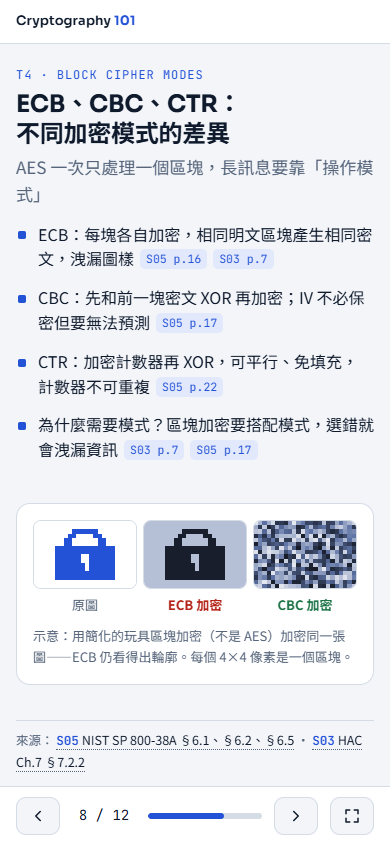 Cryptography 101
T4 · BLOCK CIPHER MODES
ECB、CBC、CTR：
不同加密模式的差異
AES 一次只處理一個區塊，長訊息要靠「操作模
式」
ECB：每塊各自加密，相同明文區塊產生相同密
文，洩漏圖樣 S05 p.16 S03 p.7
CBC：先和前一塊密文 XOR 再加密；IV 不必保
密但要無法預測 S05 p.17
CTR：加密計數器再 XOR，可平行、免填充，
計數器不可重複 S05 p.22
為什麼需要模式？區塊加密要搭配模式，選錯就
會洩漏資訊 S03 p.7 S05 p.17
原圖 ECB 加密 CBC 加密
示意：用簡化的玩具區塊加密（不是 AES）加密同一張
圖——ECB 仍看得出輪廓。每個 4×4 像素是一個區塊。
來源： S05 NIST SP 800-38A §6.1、§6.2、§6.5 · S03 HAC
Ch.7 §7.2.2
8 / 12